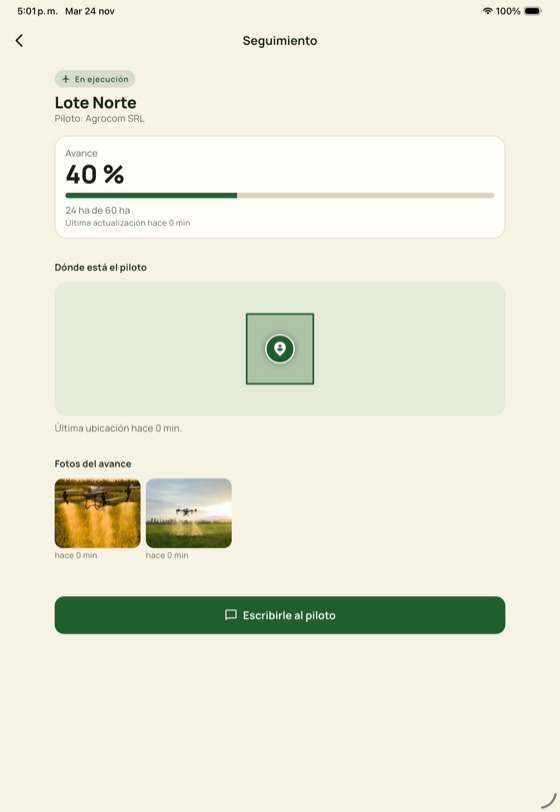 5:01 p. m. Mar 24 nov
100%
Seguimiento
En ejecución
Lote Norte
Piloto: Agrocom SRL
Avance
40 %
24 ha de 60 ha
Última actualización hace 0 min
Dónde está el piloto
Última ubicación hace 0 min.
Fotos del avance
hace 0 min hace 0 min
Escribirle al piloto